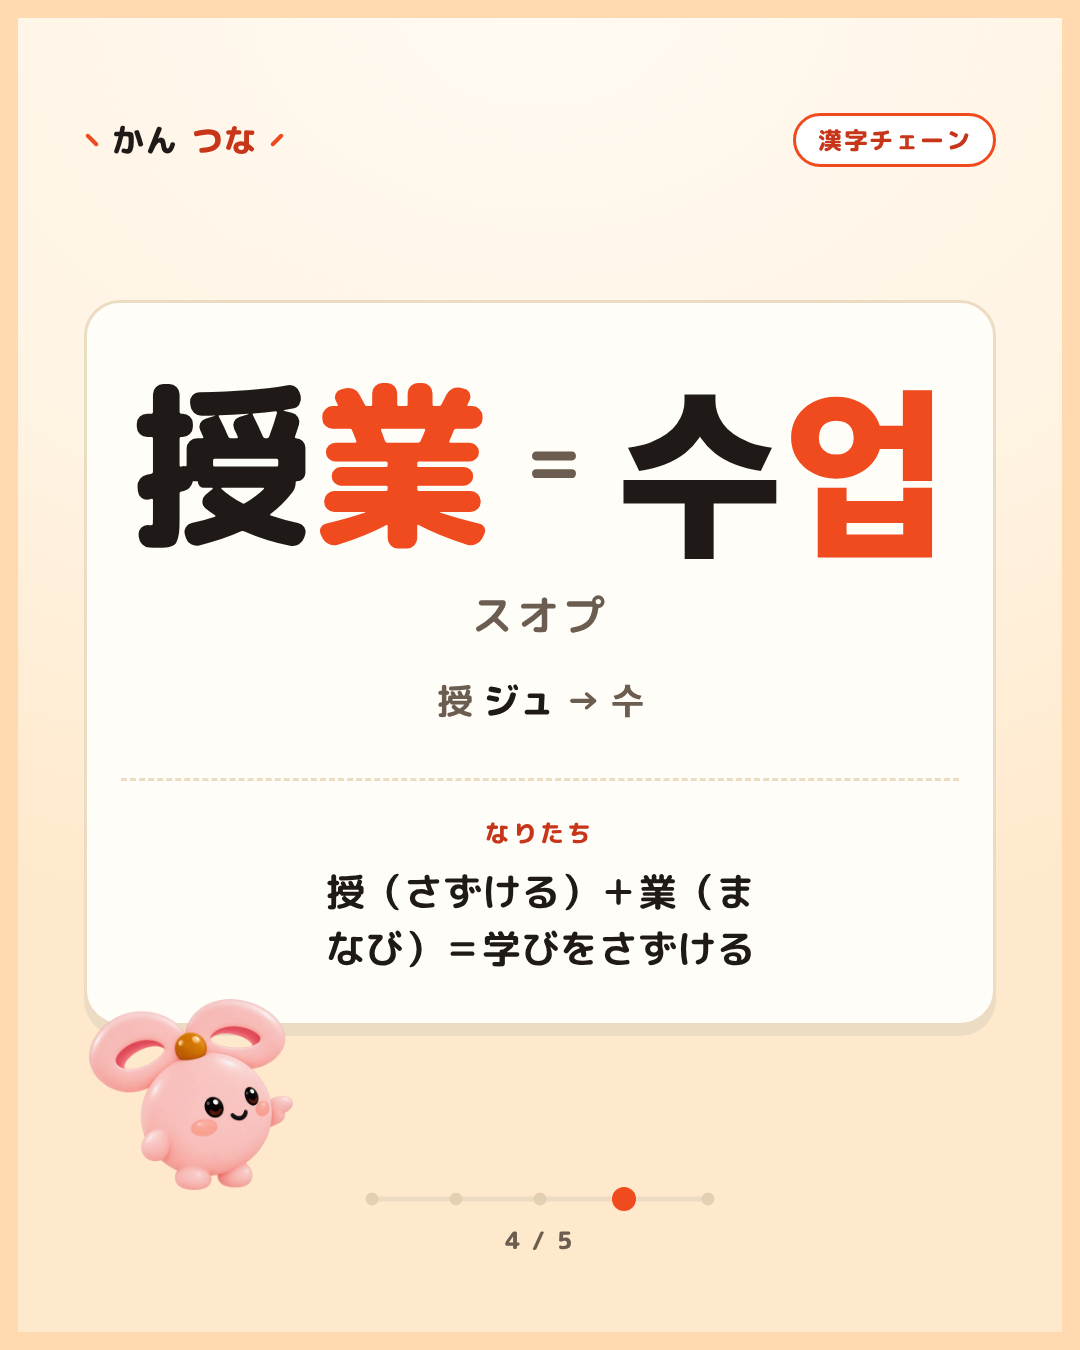 かんつな
漢字チェーン
授業 = 수업
スオプ
授 ジュ → 수
なりたち
授（さずける）＋業（ま
なび）＝学びをさずける
4 / 5